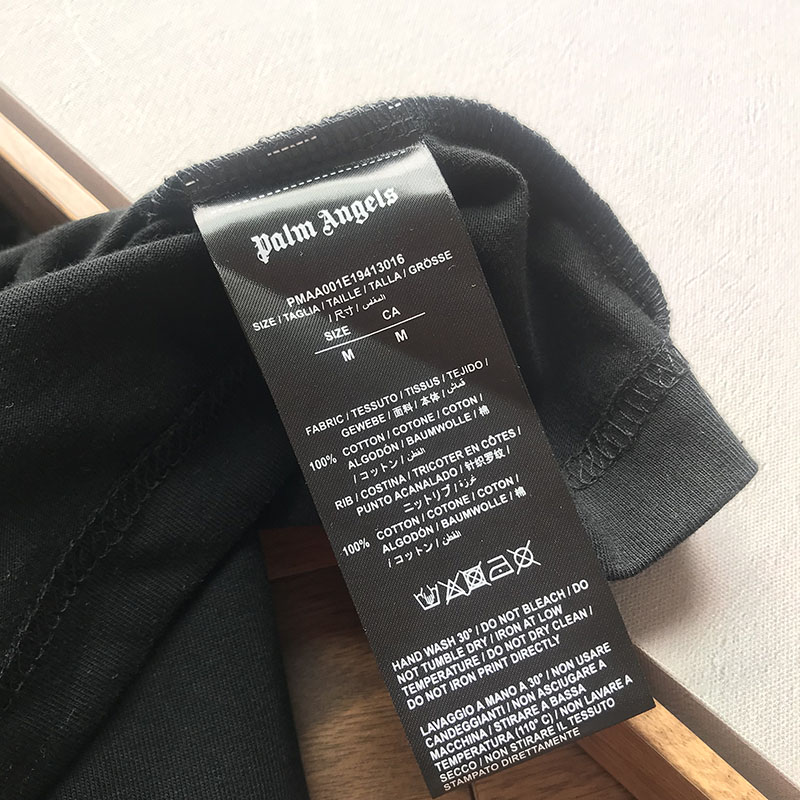 Palm Angels
PMAA001E19413016
SIZE / TAGLIA / TAILLE / TALLA / GRÖSSE
/ 尺寸 / المقاس /
SIZE CA
M M
FABRIC / TESSUTO / TISSUS / TEJIDO /
GEWEBE / 面料 / 本体 / قماش
100% COTTON / COTONE / COTON /
ALGODÓN / BAUMWOLLE / 棉
/ コットン / القطن
RIB / COSTINA / TRICOTER EN CÔTES /
PUNTO ACANALADO / 针织罗纹 /
ニットリブ / غرزة
100% COTTON / COTONE / COTON /
ALGODÓN / BAUMWOLLE / 棉
/ コットン / القطن
HAND WASH 30° / DO NOT BLEACH / DO
NOT TUMBLE DRY / IRON AT LOW
TEMPERATURE / DO NOT DRY CLEAN /
DO NOT IRON PRINT DIRECTLY
LAVAGGIO A MANO A 30° / NON USARE
CANDEGGIANTI / NON ASCIUGARE A
MACCHINA / STIRARE A BASSA
TEMPERATURA (110° C) / NON LAVARE A
SECCO / NON STIRARE IL TESSUTO
STAMPATO DIRETTAMENTE